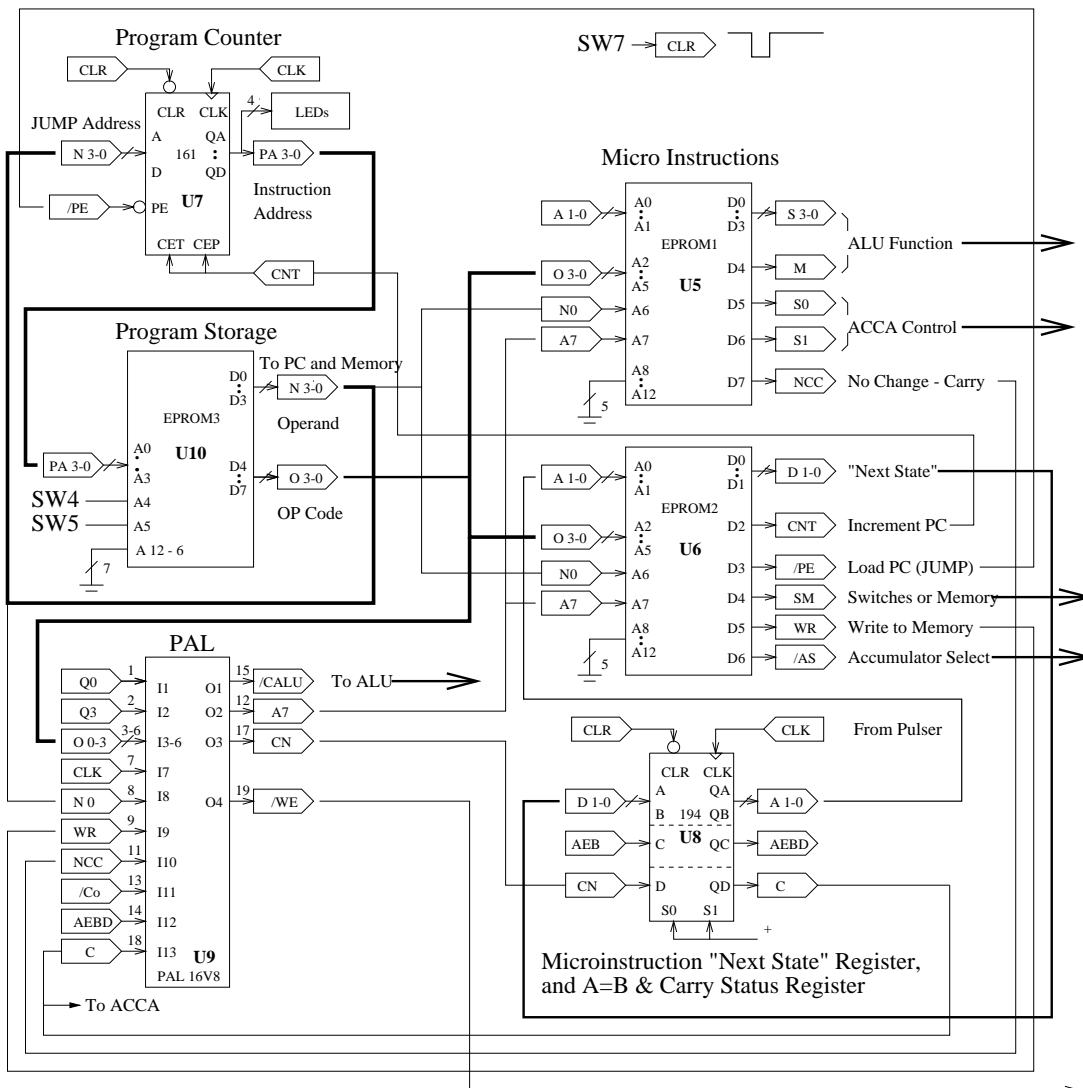 Program Counter
SW7
CLR
CLR
CLK
CLR
CLK
4
LEDs
JUMP Address
N 3-0
A
D
161
QA
QD
PA 3-0
U7
Instruction
Address
/PE
PE
CET
CEP
CNT
Micro Instructions
A 1-0
A0
A1
D0
D3
S 3-0
EPROM1
ALU Function
O 3-0
A2
A5
U5
D4
M
N0
A6
D5
S0
ACCA Control
A7
A7
D6
S1
A8
A12
D7
NCC
No Change - Carry
5
Program Storage
To PC and Memory
D0
D3
N 3-0
EPROM3
Operand
U10
PA 3-0
A0
A3
D4
D7
O 3-0
SW4
A4
OP Code
SW5
A5
A 12 - 6
7
A 1-0
A0
A1
D0
D1
D 1-0
"Next State"
EPROM2
O 3-0
A2
A5
U6
D2
CNT
Increment PC
N0
A6
D3
/PE
Load PC (JUMP)
A7
A7
D4
SM
Switches or Memory
A8
A12
D5
WR
Write to Memory
5
D6
/AS
Accumulator Select
PAL
Q0
1
I1
O1
15
/CALU
To ALU
Q3
2
I2
O2
12
A7
O 0-3
3-6
I3-6
O3
17
CN
CLK
7
I7
N 0
8
I8
O4
19
/WE
WR
9
I9
NCC
11
I10
/Co
13
I11
AEBD
14
I12
C
18
I13
U9
PAL 16V8
To ACCA
CLR
CLK
From Pulser
CLR
CLK
D 1-0
A
B
194
QA
QB
A 1-0
U8
AEB
C
QC
AEBD
CN
D
QD
C
S0
S1
+
Microinstruction "Next State" Register,
and A=B & Carry Status Register